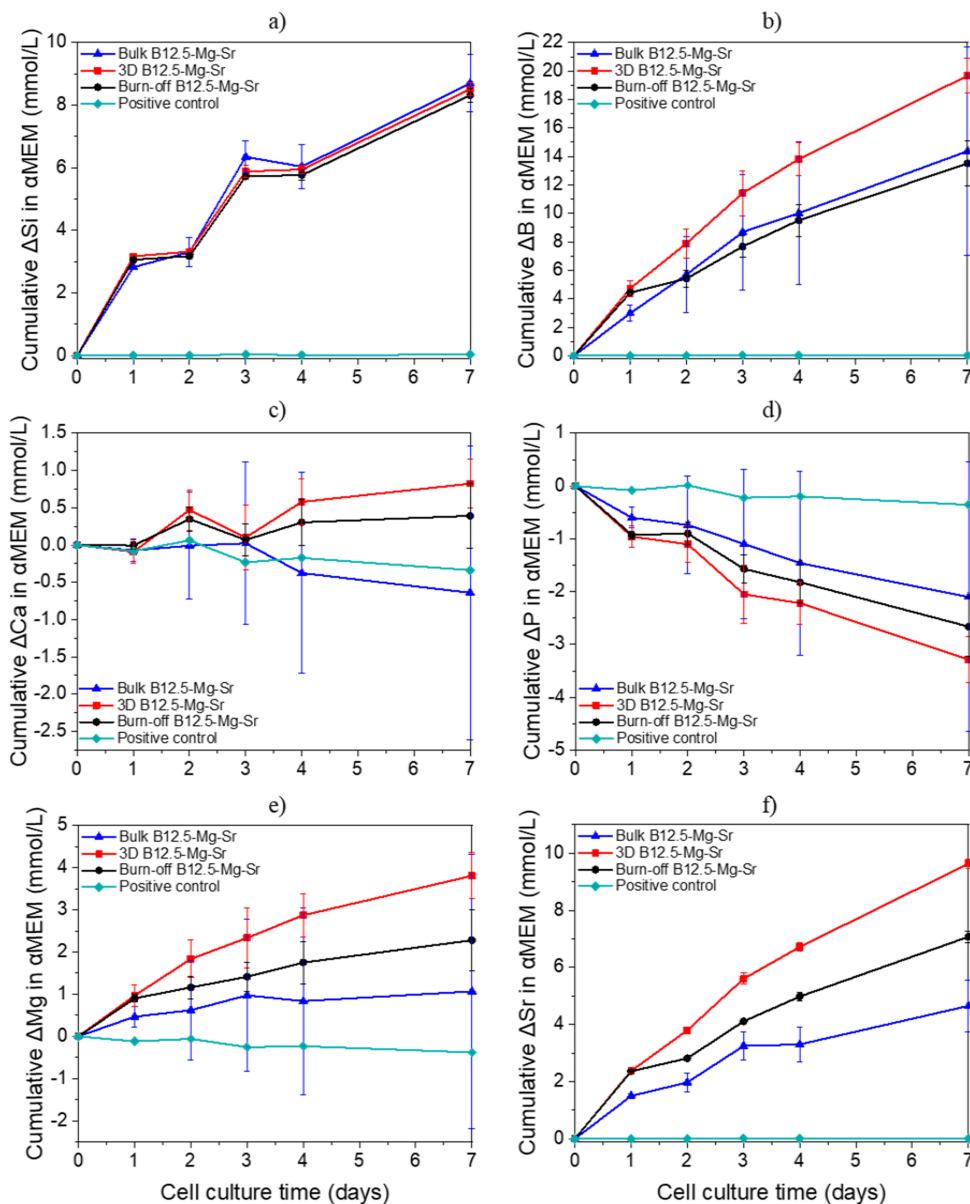 a)
Cumulative ΔSi in αMEM (mmol/L)
10
8
6
4
2
0
Bulk B12.5-Mg-Sr
3D B12.5-Mg-Sr
Burn-off B12.5-Mg-Sr
Positive control
0 1 2 3 4 5 6 7
b)
Cumulative ΔB in αMEM (mmol/L)
22
20
18
16
14
12
10
8
6
4
2
0
Bulk B12.5-Mg-Sr
3D B12.5-Mg-Sr
Burn-off B12.5-Mg-Sr
Positive control
0 1 2 3 4 5 6 7
c)
Cumulative ΔCa in αMEM (mmol/L)
1.5
1.0
0.5
0.0
-0.5
-1.0
-1.5
-2.0
-2.5
Bulk B12.5-Mg-Sr
3D B12.5-Mg-Sr
Burn-off B12.5-Mg-Sr
Positive control
0 1 2 3 4 5 6 7
d)
Cumulative ΔP in αMEM (mmol/L)
1
0
-1
-2
-3
-4
-5
Bulk B12.5-Mg-Sr
3D B12.5-Mg-Sr
Burn-off B12.5-Mg-Sr
Positive control
0 1 2 3 4 5 6 7
e)
Cumulative ΔMg in αMEM (mmol/L)
5
4
3
2
1
0
-1
-2
Bulk B12.5-Mg-Sr
3D B12.5-Mg-Sr
Burn-off B12.5-Mg-Sr
Positive control
0 1 2 3 4 5 6 7
Cell culture time (days)
f)
Cumulative ΔSr in αMEM (mmol/L)
10
8
6
4
2
0
Bulk B12.5-Mg-Sr
3D B12.5-Mg-Sr
Burn-off B12.5-Mg-Sr
Positive control
0 1 2 3 4 5 6 7
Cell culture time (days)